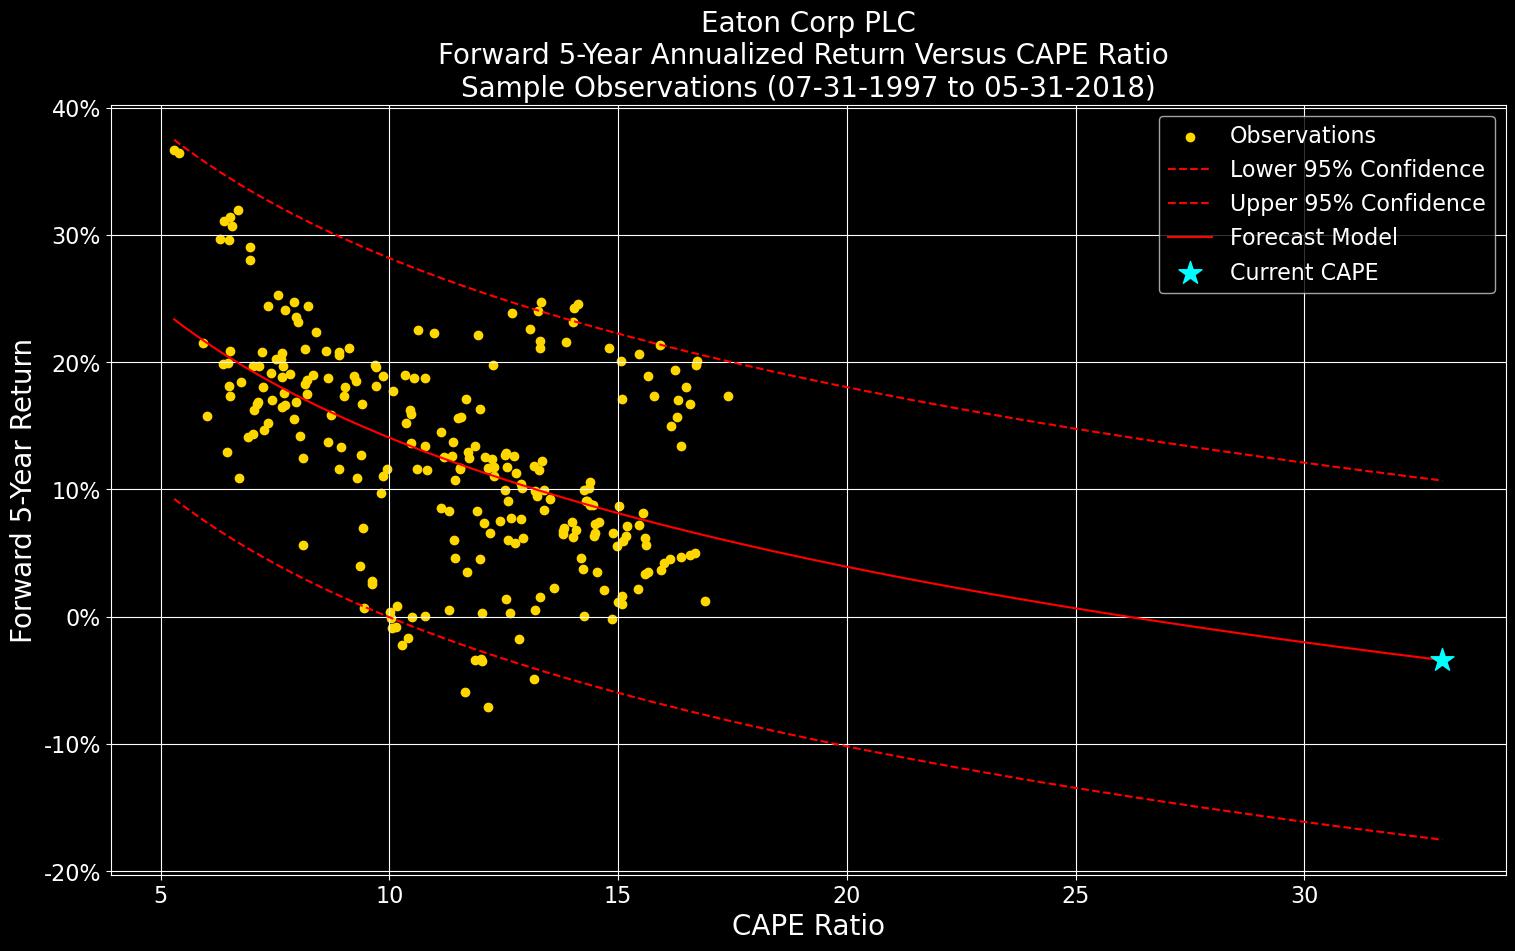 Eaton Corp PLC
Forward 5-Year Annualized Return Versus CAPE Ratio
Sample Observations (07-31-1997 to 05-31-2018)
Observations
Lower 95% Confidence
Upper 95% Confidence
Forecast Model
Current CAPE
Forward 5-Year Return
40%
30%
20%
10%
0%
-10%
-20%
5 10 15 20 25 30
CAPE Ratio